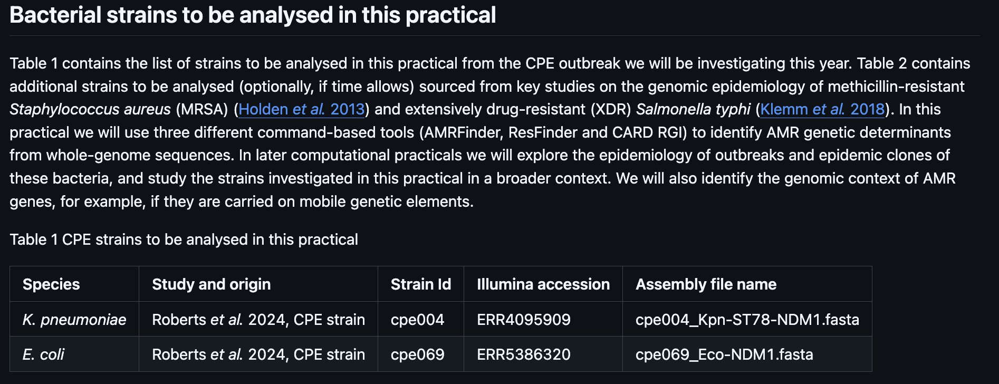 Bacterial strains to be analysed in this practical
Table 1 contains the list of strains to be analysed in this practical from the CPE outbreak we will be investigating this year. Table 2 contains
additional strains to be analysed (optionally, if time allows) sourced from key studies on the genomic epidemiology of methicillin-resistant
Staphylococcus aureus (MRSA) (Holden et al. 2013) and extensively drug-resistant (XDR) Salmonella typhi (Klemm et al. 2018). In this
practical we will use three different command-based tools (AMRFinder, ResFinder and CARD RGI) to identify AMR genetic determinants
from whole-genome sequences. In later computational practicals we will explore the epidemiology of outbreaks and epidemic clones of
these bacteria, and study the strains investigated in this practical in a broader context. We will also identify the genomic context of AMR
genes, for example, if they are carried on mobile genetic elements.
Table 1 CPE strains to be analysed in this practical
Species Study and origin Strain Id Illumina accession Assembly file name
K. pneumoniae Roberts et al. 2024, CPE strain cpe004 ERR4095909 cpe004_Kpn-ST78-NDM1.fasta
E. coli Roberts et al. 2024, CPE strain cpe069 ERR5386320 cpe069_Eco-NDM1.fasta